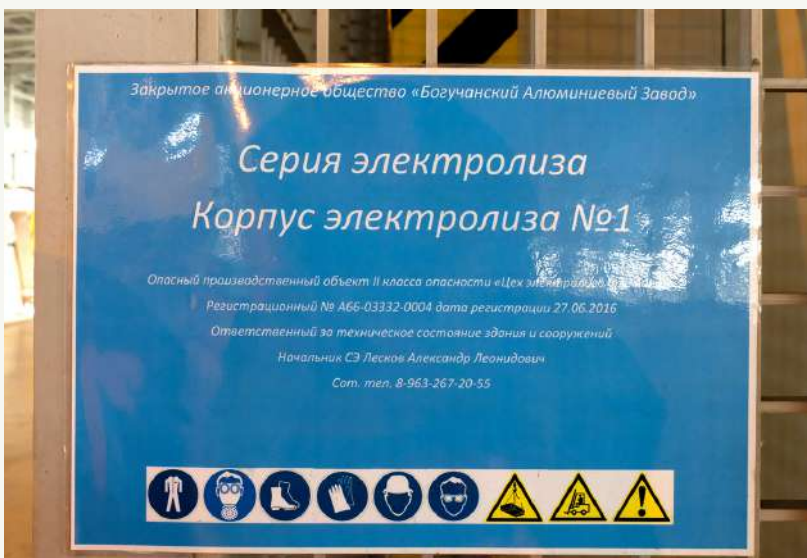 Закрытое акционерное общество «Богучанский Алюминиевый Завод»
Серия электролиза
Корпус электролиза №1
Опасный производственный объект II класса опасности «Цех электролиза
Регистрационный № А66-03332-0004 дата регистрации 27.06.2016
Ответственный за техническое состояние здания и сооружений
Начальник СЭ Лесков Александр Леонидович
Сот. тел. 8-963-267-20-55